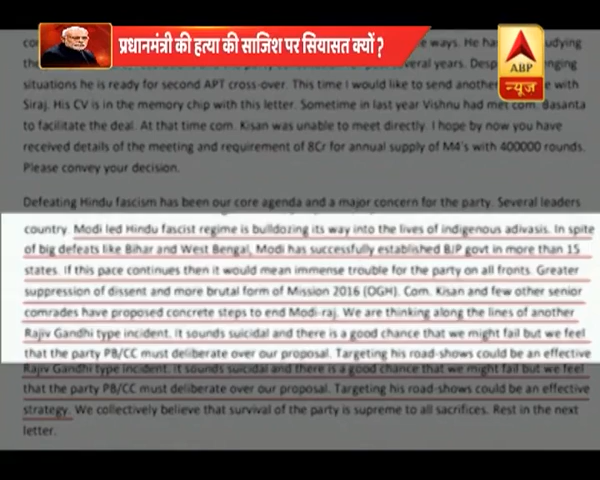 प्रधानमंत्री की हत्या की साजिश पर सियासत क्यों ?
ABP
न्यूज़
ways. He ha
udying
the
veral years. Desp
nging
situations he is ready for second APT cross-over. This time I would like to send another
with
Siraj. His CV is in the memory chip with this letter. Sometime in last year Vishnu had met com. Basanta
to facilitate the deal. At that time com. Kisan was unable to meet directly. I hope by now you have
received details of the meeting and requirement of 8Cr for annual supply of M4's with 400000 rounds.
Please convey your decision.
Defeating Hindu fascism has been our core agenda and a major concern for the party. Several leaders
country. Modi led Hindu fascist regime is bulldozing its way into the lives of indigenous adivasis. In spite
of big defeats like Bihar and West Bengal, Modi has successfully established BJP govt in more than 15
states. If this pace continues then it would mean immense trouble for the party on all fronts. Greater
suppression of dissent and more brutal form of Mission 2016 (OGH). Com. Kisan and few other senior
comrades have proposed concrete steps to end Modi-raj. We are thinking along the lines of another
Rajiv Gandhi type incident. It sounds suicidal and there is a good chance that we might fail but we feel
that the party PB/CC must deliberate over our proposal. Targeting his road-shows could be an effective
Rajiv Gandhi type incident. It sounds suicidal and there is a good chance that we might fail but we feel
that the party PB/CC must deliberate over our proposal. Targeting his road-shows could be an effective
strategy. We collectively believe that survival of the party is supreme to all sacrifices. Rest in the next
letter.